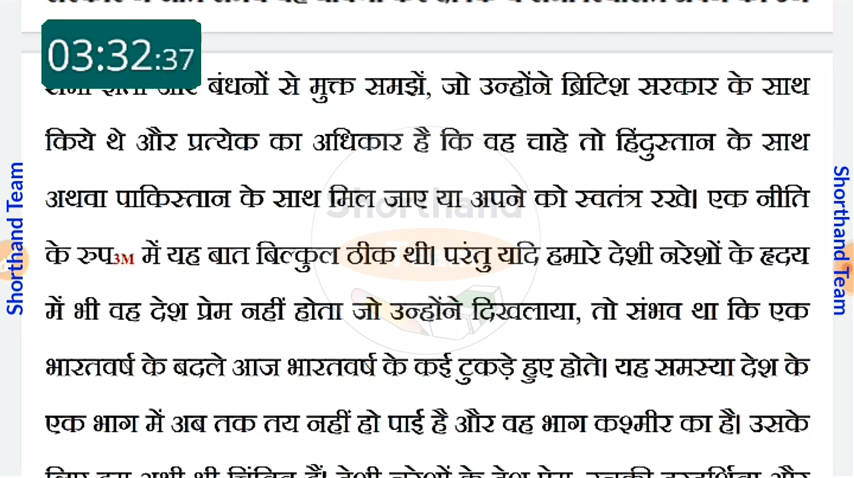 03:32:37
बंधनों से मुक्त समझें, जो उन्होंने ब्रिटिश सरकार के साथ
किये थे और प्रत्येक का अधिकार है कि वह चाहे तो हिंदुस्तान के साथ
अथवा पाकिस्तान के साथ मिल जाए या अपने को स्वतंत्र रखे। एक नीति
के रुप3M में यह बात बिल्कुल ठीक थी। परंतु यदि हमारे देशी नरेशों के हृदय
में भी वह देश प्रेम नहीं होता जो उन्होंने दिखलाया, तो संभव था कि एक
भारतवर्ष के बदले आज भारतवर्ष के कई टुकड़े हुए होते। यह समस्या देश के
एक भाग में अब तक तय नहीं हो पाई है और वह भाग कश्मीर का है। उसके
Shorthand Team
Shorthand Team
Shorthand